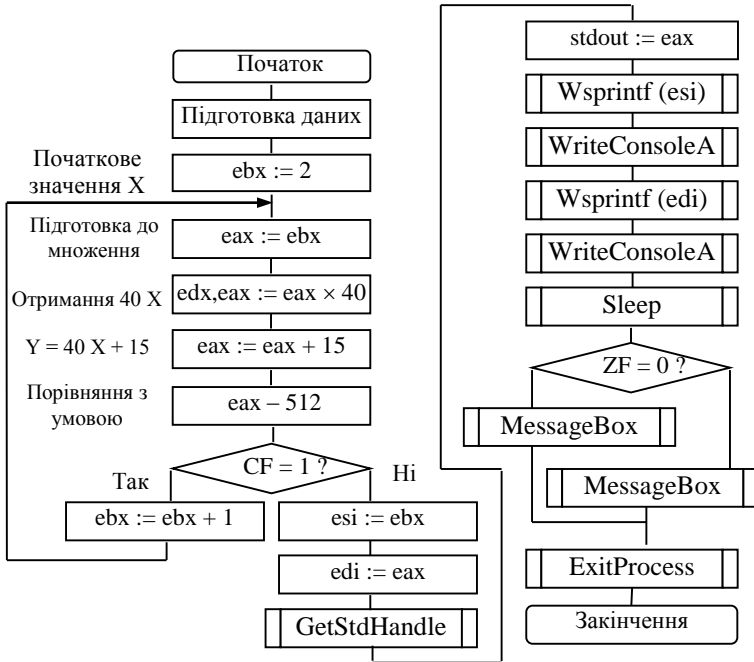 Початок
Підготовка даних
Початкове
значення X
ebx := 2
Підготовка до
множення
eax := ebx
Отримання 40 X
edx,eax := eax × 40
Y = 40 X + 15
eax := eax + 15
Порівняння з
умовою
eax – 512
CF = 1 ?
Так
Ні
ebx := ebx + 1
esi := ebx
edi := eax
GetStdHandle
stdout := eax
Wsprintf (esi)
WriteConsoleA
Wsprintf (edi)
WriteConsoleA
Sleep
ZF = 0 ?
MessageBox
MessageBox
ExitProcess
Закінчення